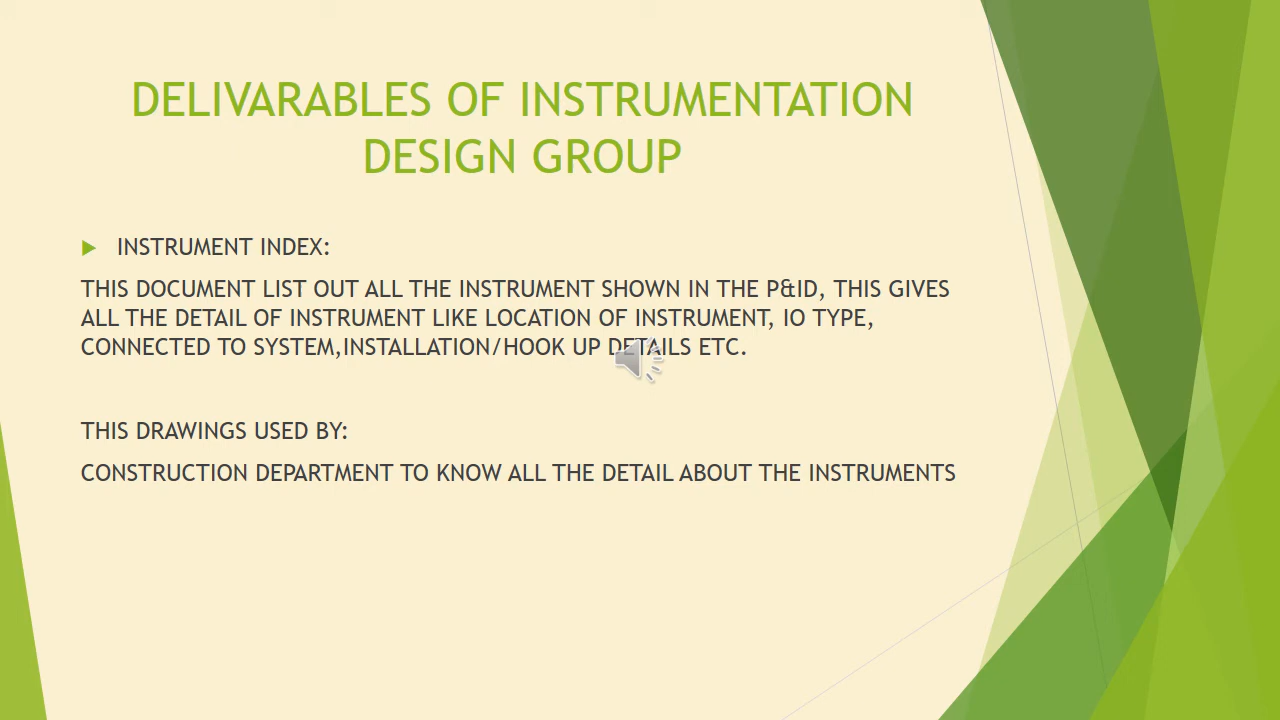 DELIVARABLES OF INSTRUMENTATION
DESIGN GROUP
INSTRUMENT INDEX:
THIS DOCUMENT LIST OUT ALL THE INSTRUMENT SHOWN IN THE P&ID, THIS GIVES
ALL THE DETAIL OF INSTRUMENT LIKE LOCATION OF INSTRUMENT, IO TYPE,
CONNECTED TO SYSTEM,INSTALLATION/HOOK UP DETAILS ETC.
THIS DRAWINGS USED BY:
CONSTRUCTION DEPARTMENT TO KNOW ALL THE DETAIL ABOUT THE INSTRUMENTS